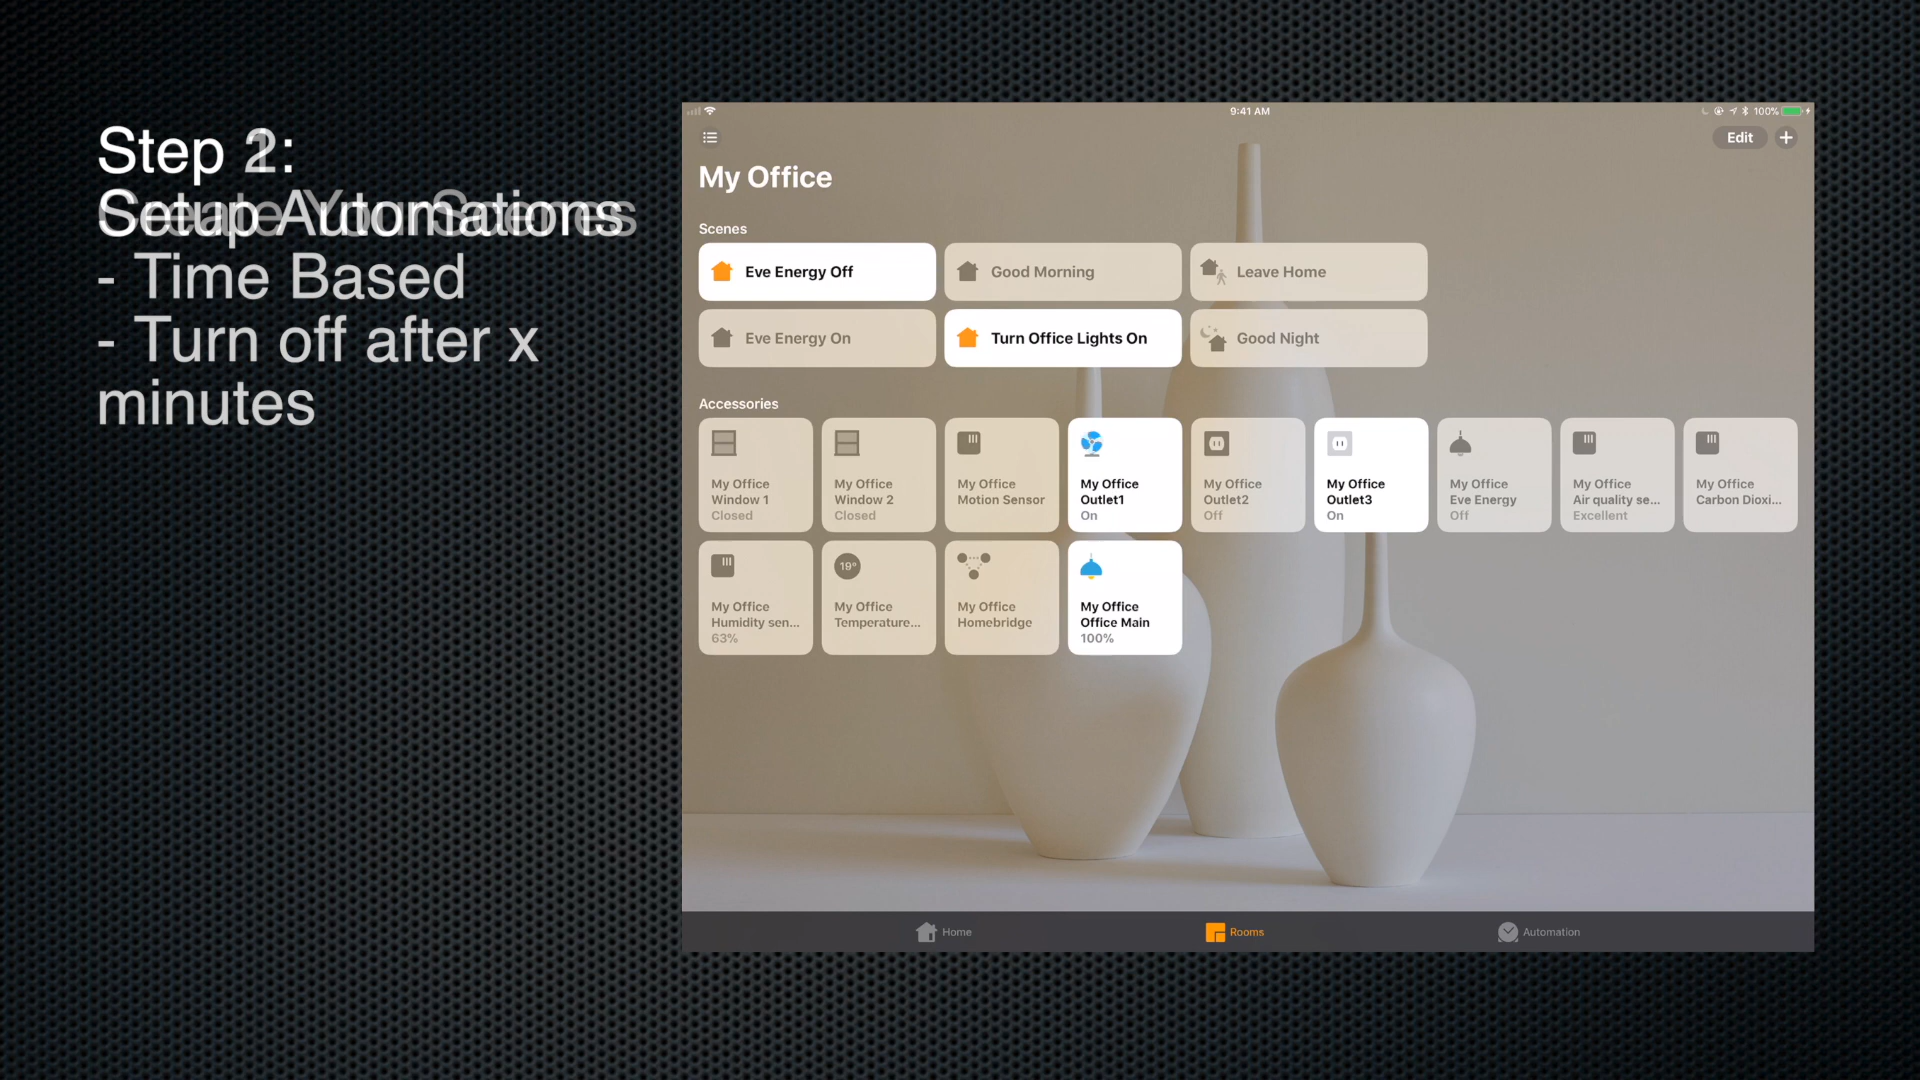 Step 2:
Setup Automations
- Time Based
- Turn off after x
minutes
9:41 AM
100%
Edit
My Office
Scenes
Eve Energy Off
Good Morning
Leave Home
Eve Energy On
Turn Office Lights On
Good Night
Accessories
My Office
Window 1
Closed
My Office
Window 2
Closed
My Office
Motion Sensor
My Office
Outlet1
On
My Office
Outlet2
Off
My Office
Outlet3
On
My Office
Eve Energy
Off
My Office
Air quality se...
Excellent
My Office
Carbon Dioxi...
My Office
Humidity sen...
63%
19°
My Office
Temperature...
My Office
Homebridge
My Office
Office Main
100%
Home
Rooms
Automation